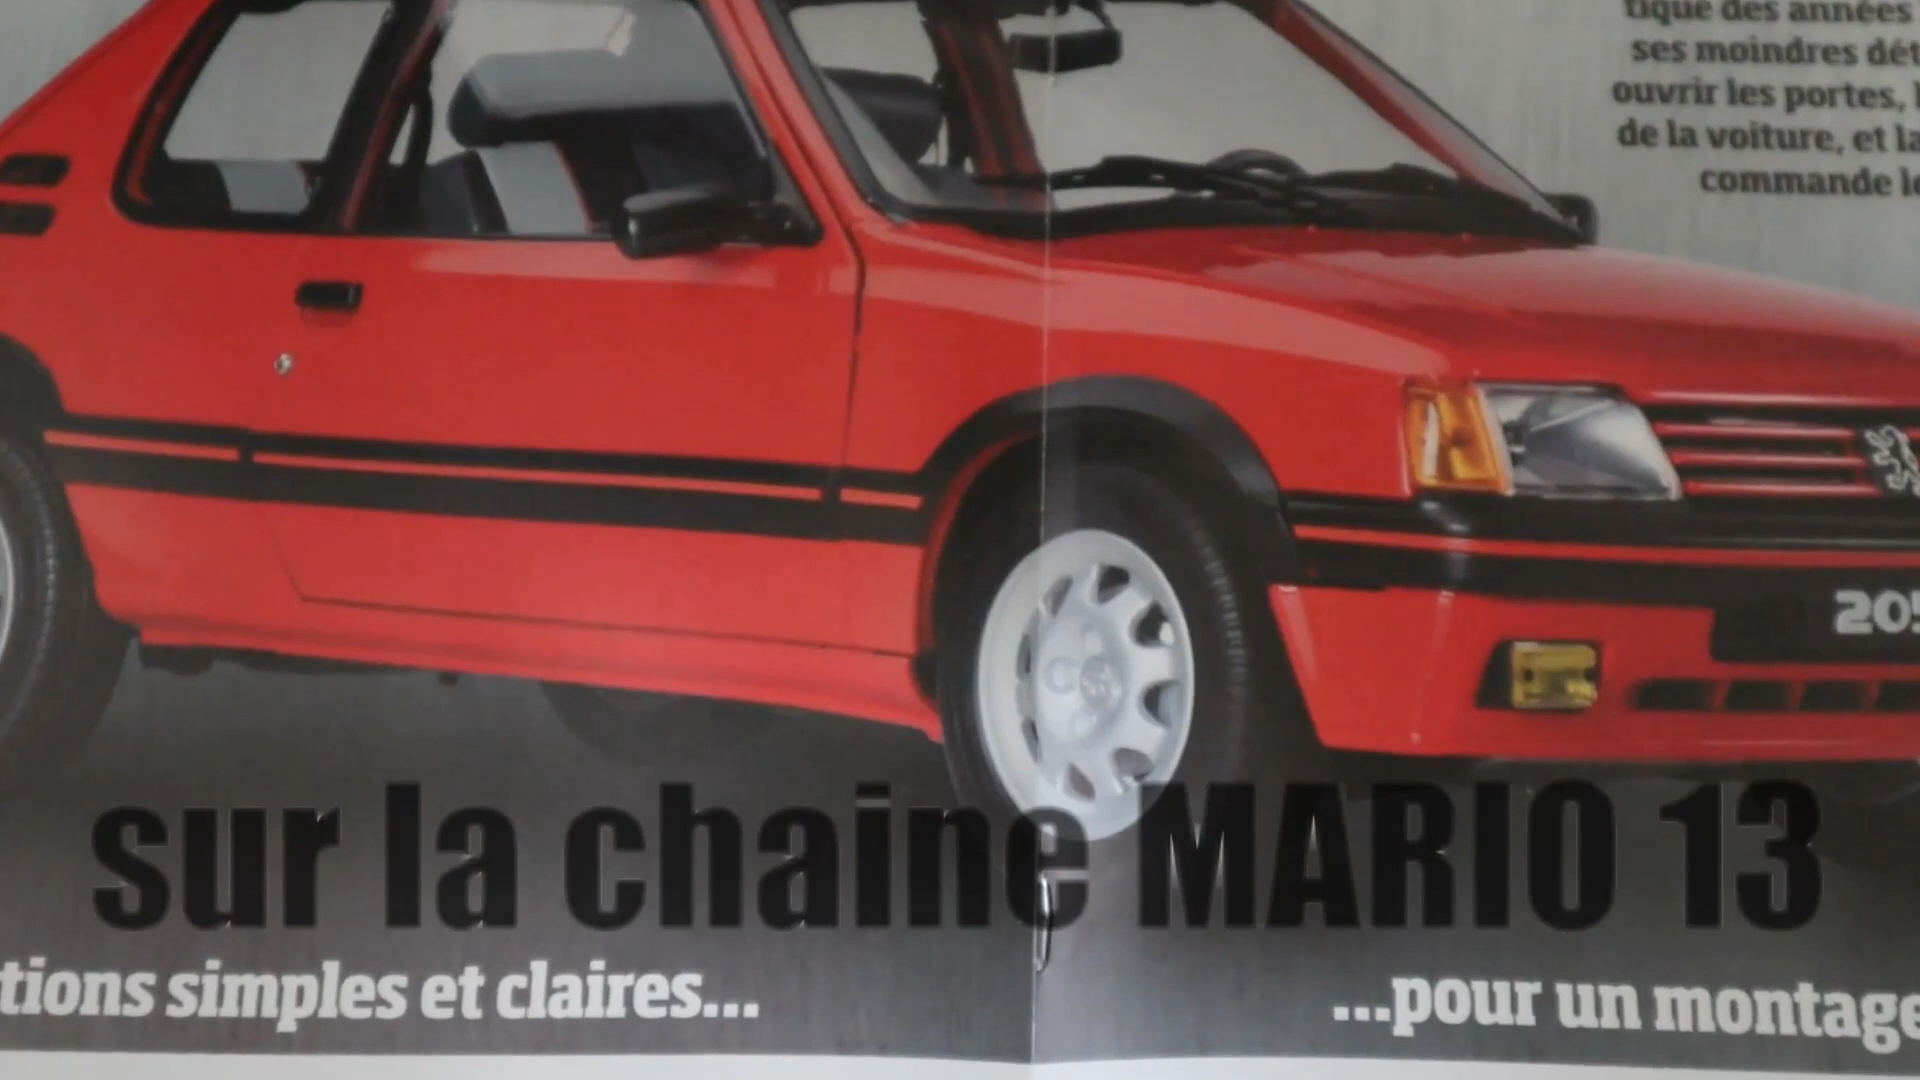 tique des années
ses moindres dét
ouvrir les portes,
de la voiture, et la
commande le
205
sur la chaine MARIO 13
tions simples et claires...
...pour un montage